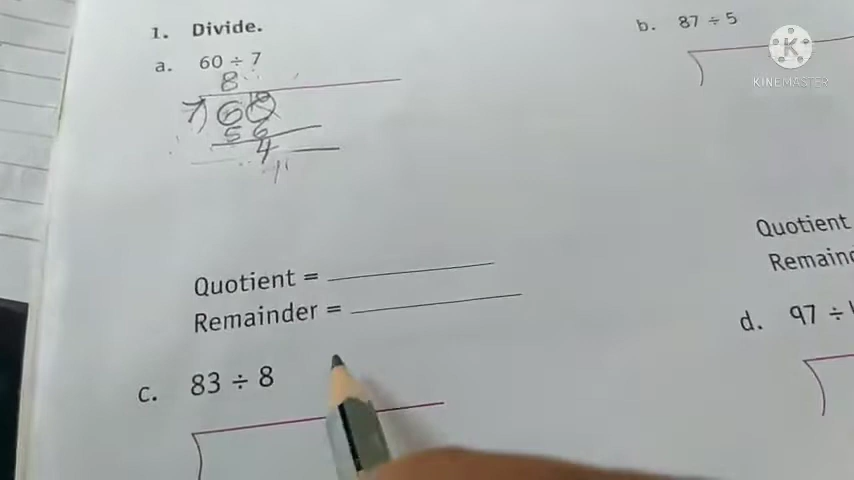 1. Divide.
a. 60 ÷ 7
8
7) 60
56
4
Quotient =
Remainder =
c. 83 ÷ 8
b. 87 ÷ 5
Quotient
d. 97 ÷
K
KINEMASTER